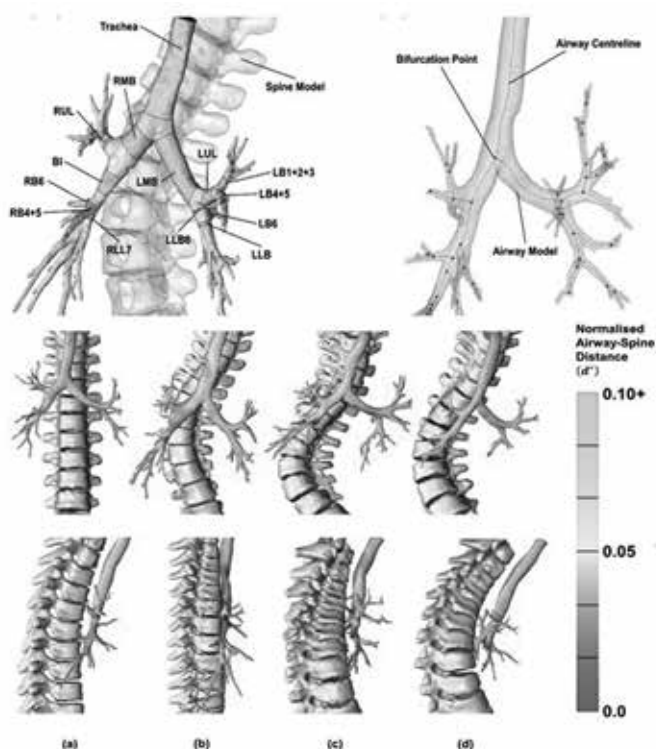 Trachea
RMB
Spine Model
RUL
BI
LUL
LB1+2+3
RB6
LMB
LB4+5
RB4+5
LB6
RLL7
LLB6
LLB
Airway Centreline
Bifurcation Point
Airway Model
Normalised
Airway-Spine
Distance
(d*)
0.10+
0.05
0.0
(a) (b) (c) (d)